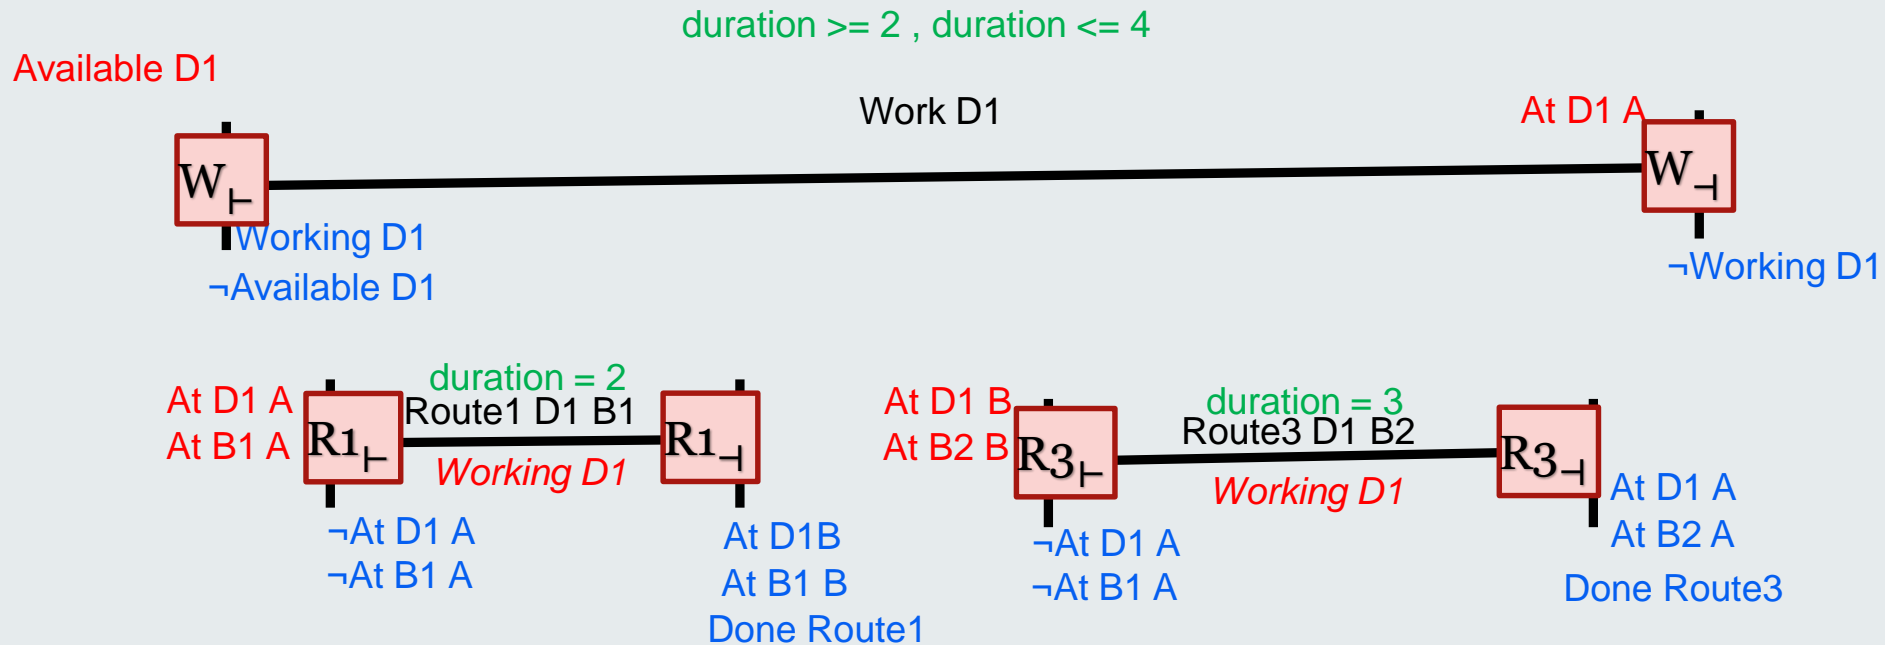 duration >= 2 , duration <= 4
Available D1
Work D1
At D1 A
W⊢
W⊣
Working D1
¬Available D1
¬Working D1
At D1 A
At B1 A
R1⊢
duration = 2
Route1 D1 B1
Working D1
R1⊣
¬At D1 A
¬At B1 A
At D1B
At B1 B
Done Route1
At D1 B
At B2 B
R3⊢
duration = 3
Route3 D1 B2
Working D1
R3⊣
¬At D1 A
¬At B1 A
At D1 A
At B2 A
Done Route3